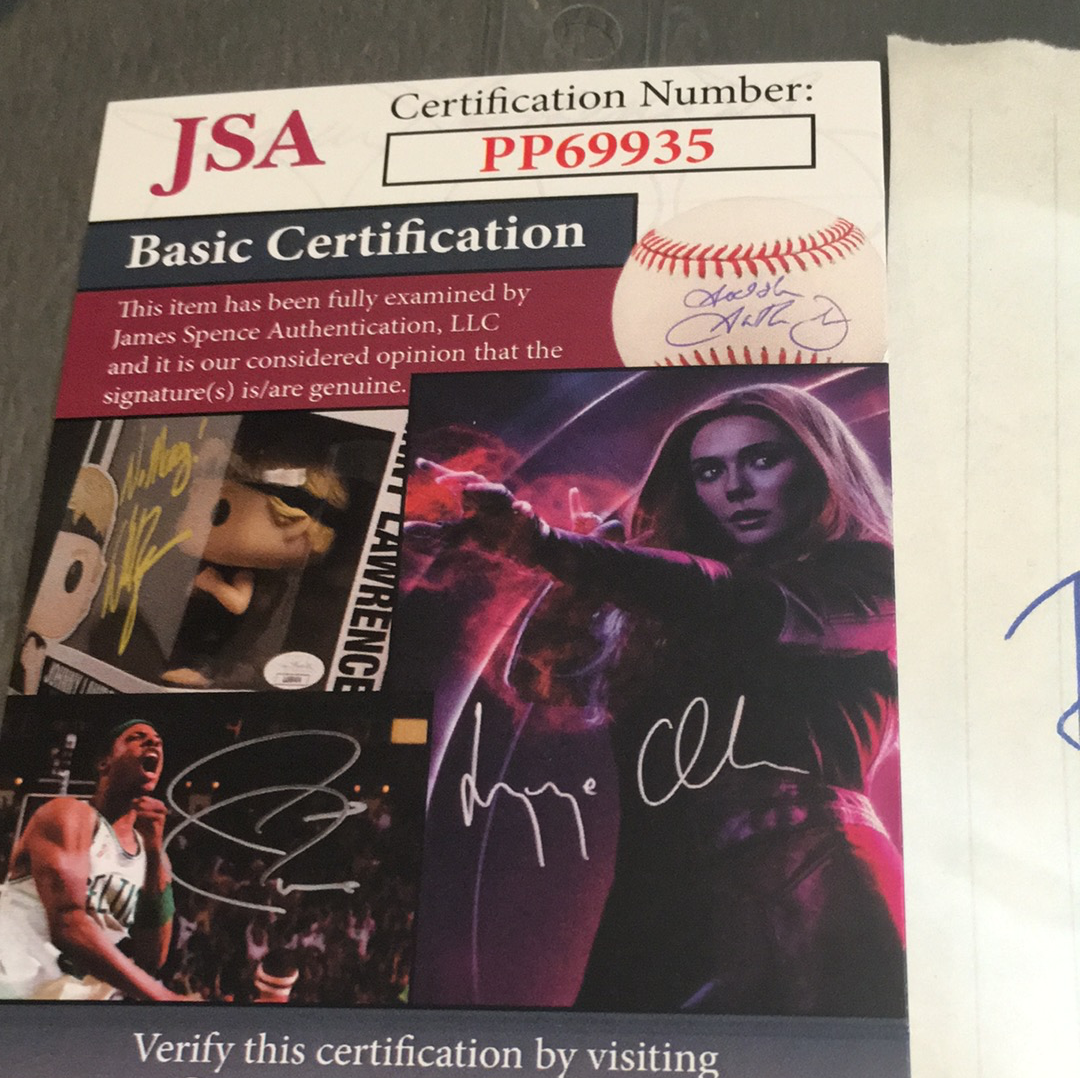 JSA
Certification Number:
PP69935
Basic Certification
This item has been fully examined by
James Spence Authentication, LLC
and it is our considered opinion that the
signature(s) is/are genuine.
LAWRENCE
CELTI
Verify this certification by visiting